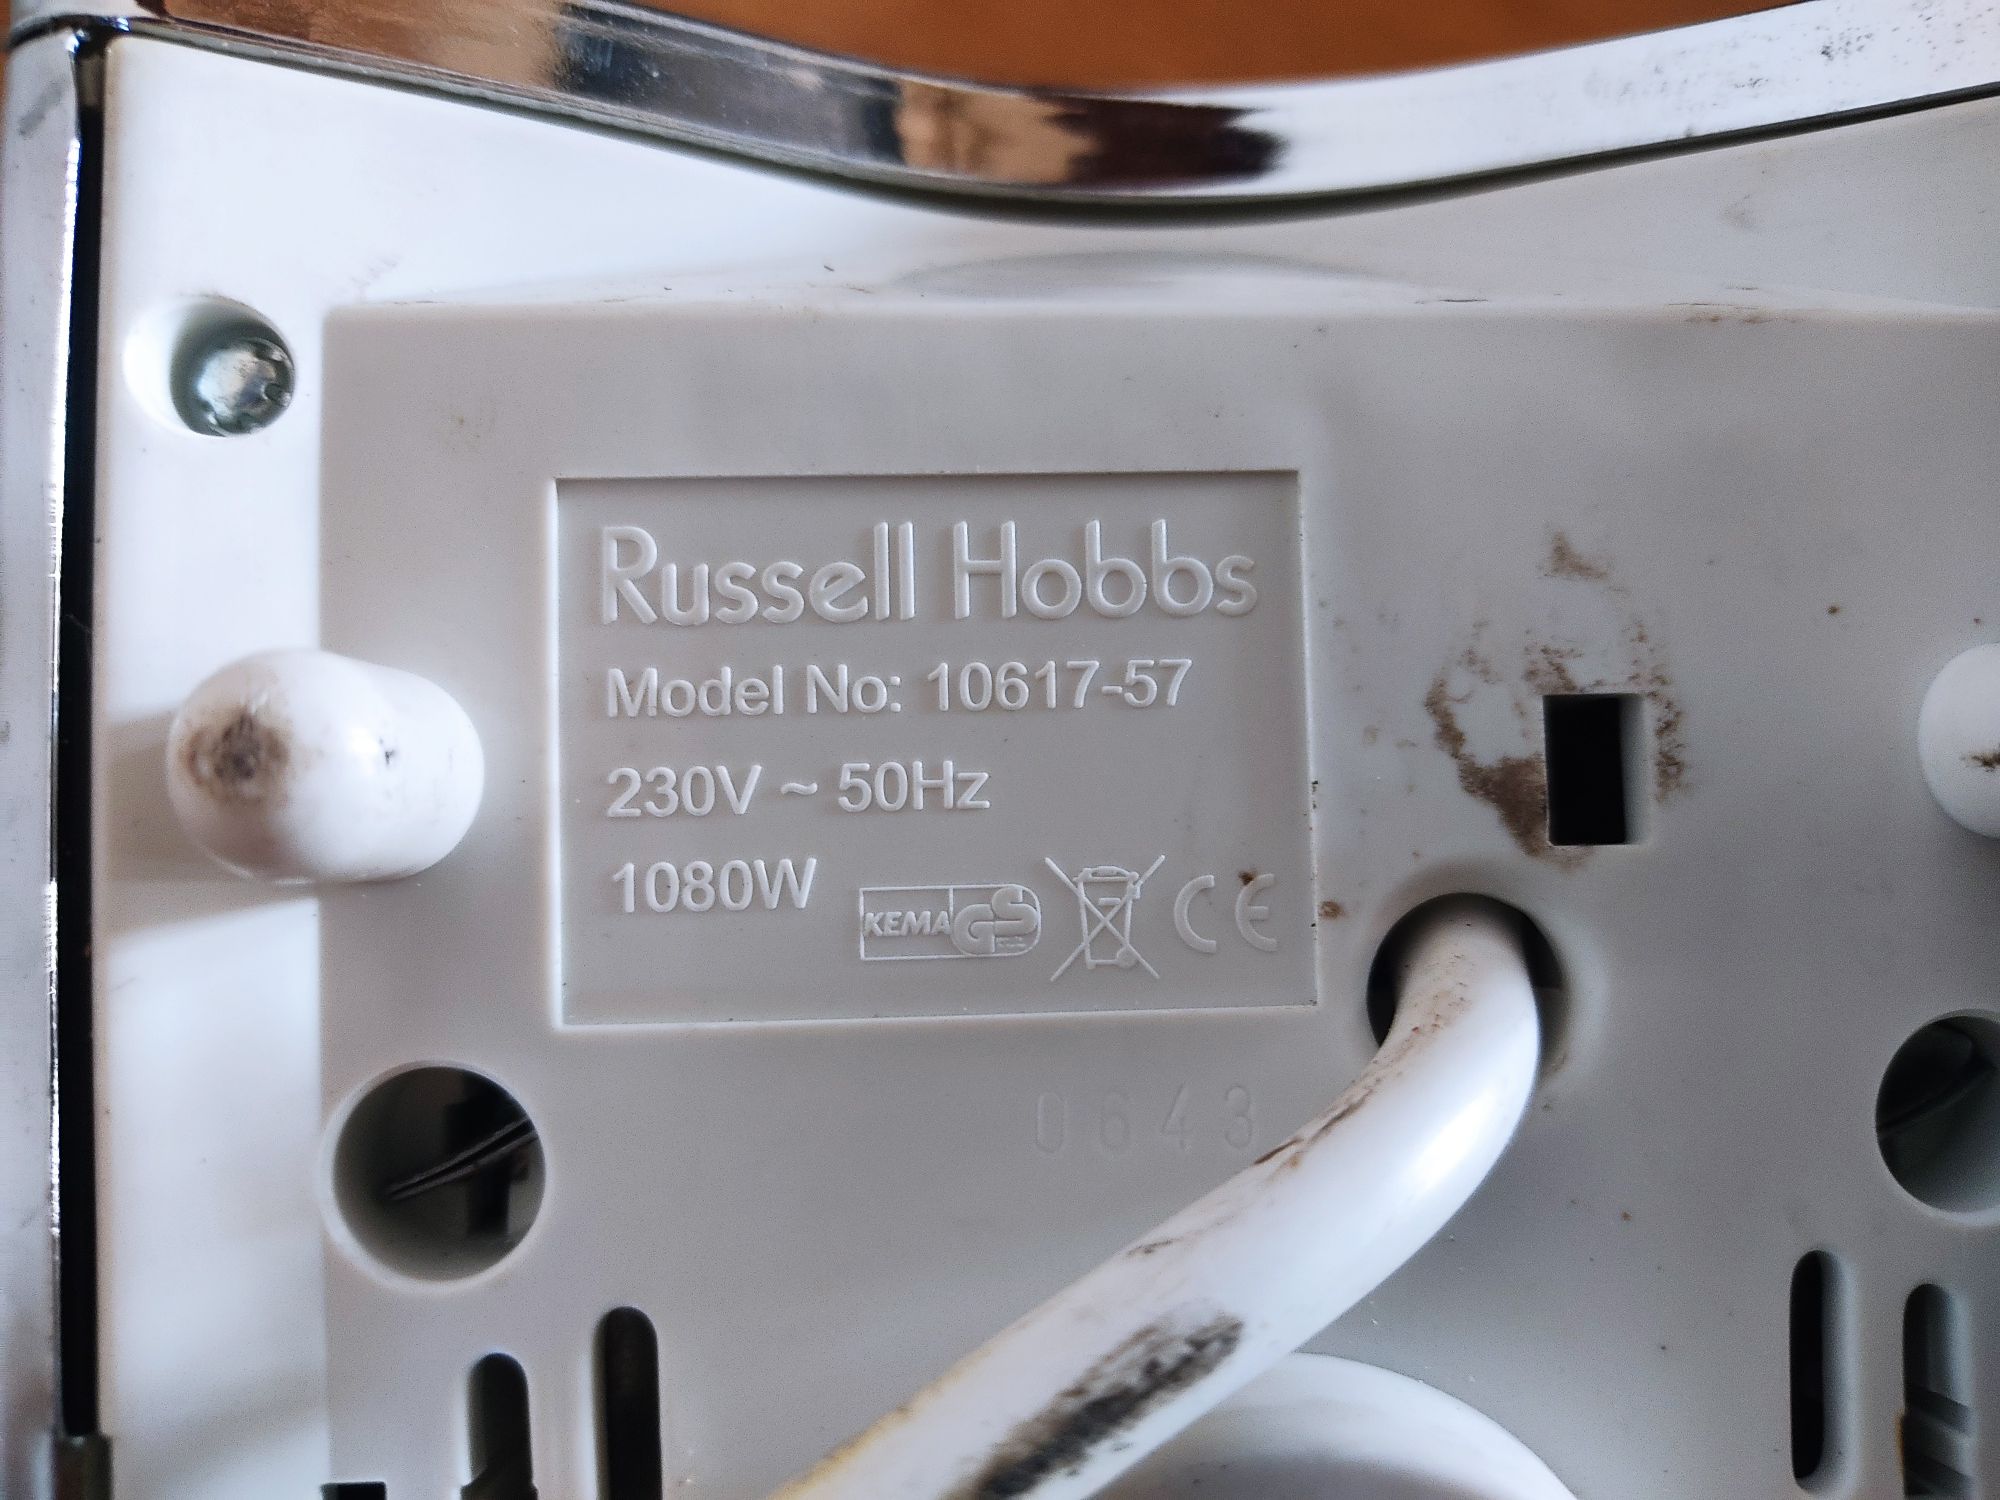 Russell Hobbs
Model No: 10617-57
230V ~ 50Hz
1080W
KEMA GS CE
0643